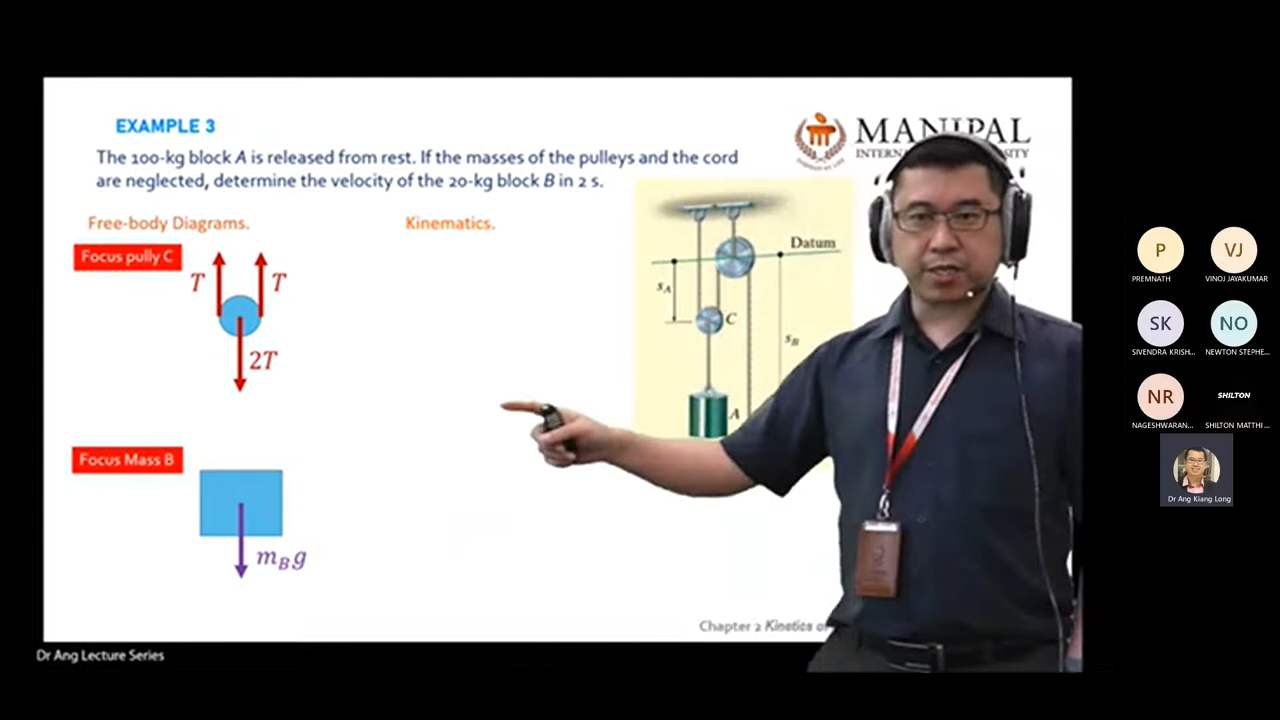 EXAMPLE 3
MANIPAL
The 100-kg block A is released from rest. If the masses of the pulleys and the cord
are neglected, determine the velocity of the 20-kg block B in 2 s.
Free-body Diagrams.
Kinematics.
Focus pully C
T
T
2T
Datum
sA
C
sB
A
Focus Mass B
mBg
Chapter 2 Kinetics
Dr Ang Lecture Series
P
VJ
PREMNATH
VINOJ JAYAKUMAR
SK
NO
SIVENDRA KRISH...
NEWTON STEPHE...
NR
SHILTON
NAGESHWARAN...
SHILTON MATTHI...
Dr Ang Kiang Long